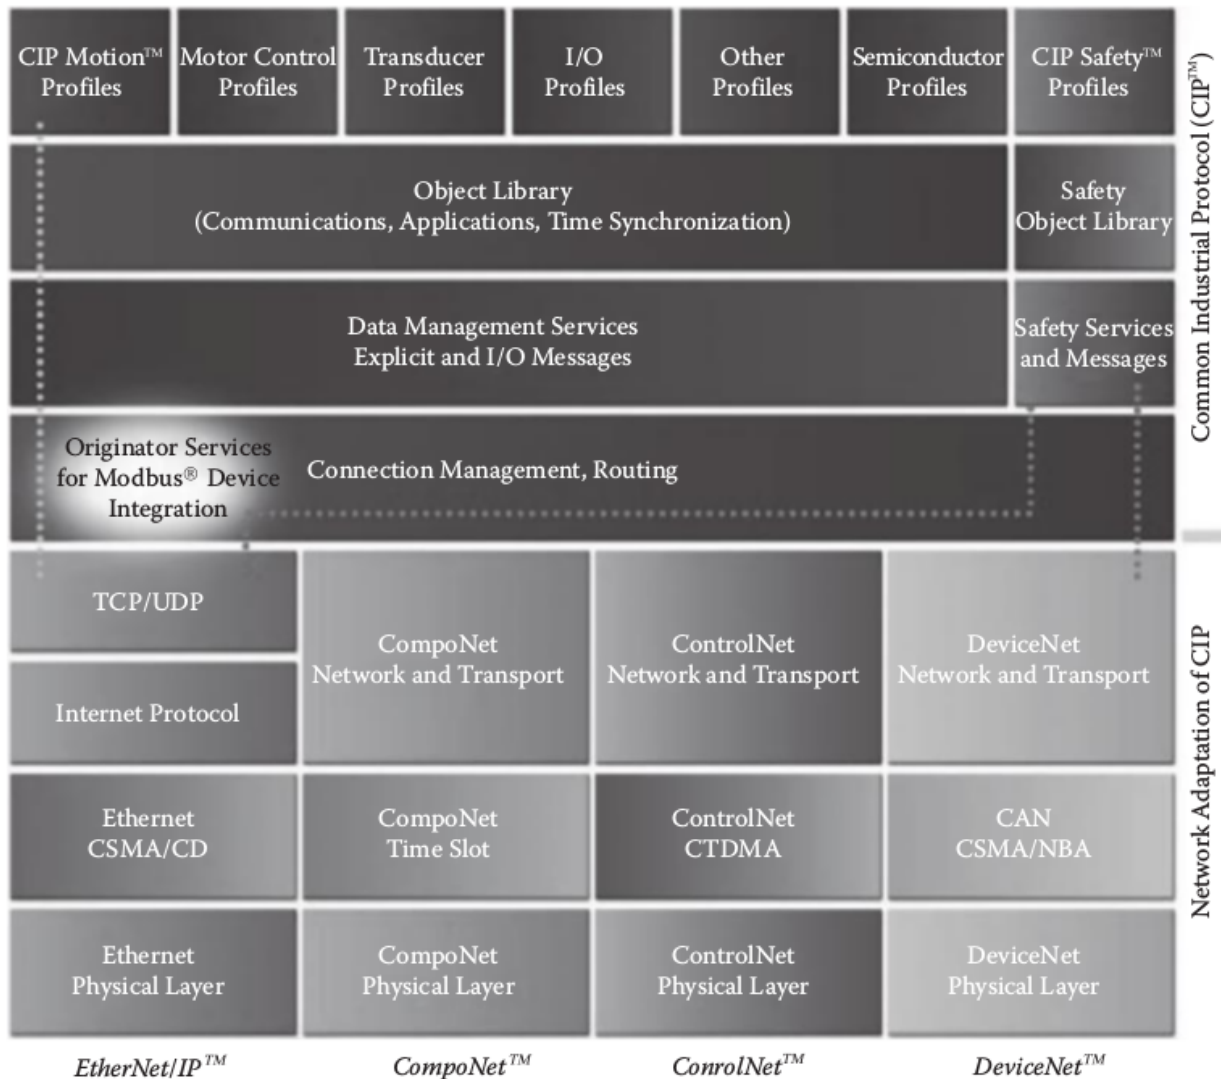 CIP Motion™
Profiles
Motor Control
Profiles
Transducer
Profiles
I/O
Profiles
Other
Profiles
Semiconductor
Profiles
CIP Safety™
Profiles
Object Library
(Communications, Applications, Time Synchronization)
Safety
Object Library
Data Management Services
Explicit and I/O Messages
Safety Services
and Messages
Originator Services
for Modbus® Device
Integration
Connection Management, Routing
Common Industrial Protocol (CIP™)
TCP/UDP
Internet Protocol
CompoNet
Network and Transport
ControlNet
Network and Transport
DeviceNet
Network and Transport
Ethernet
CSMA/CD
CompoNet
Time Slot
ControlNet
CTDMA
CAN
CSMA/NBA
Ethernet
Physical Layer
CompoNet
Physical Layer
ControlNet
Physical Layer
DeviceNet
Physical Layer
Network Adaptation of CIP
EtherNet/IP™
CompoNet™
ConrolNet™
DeviceNet™